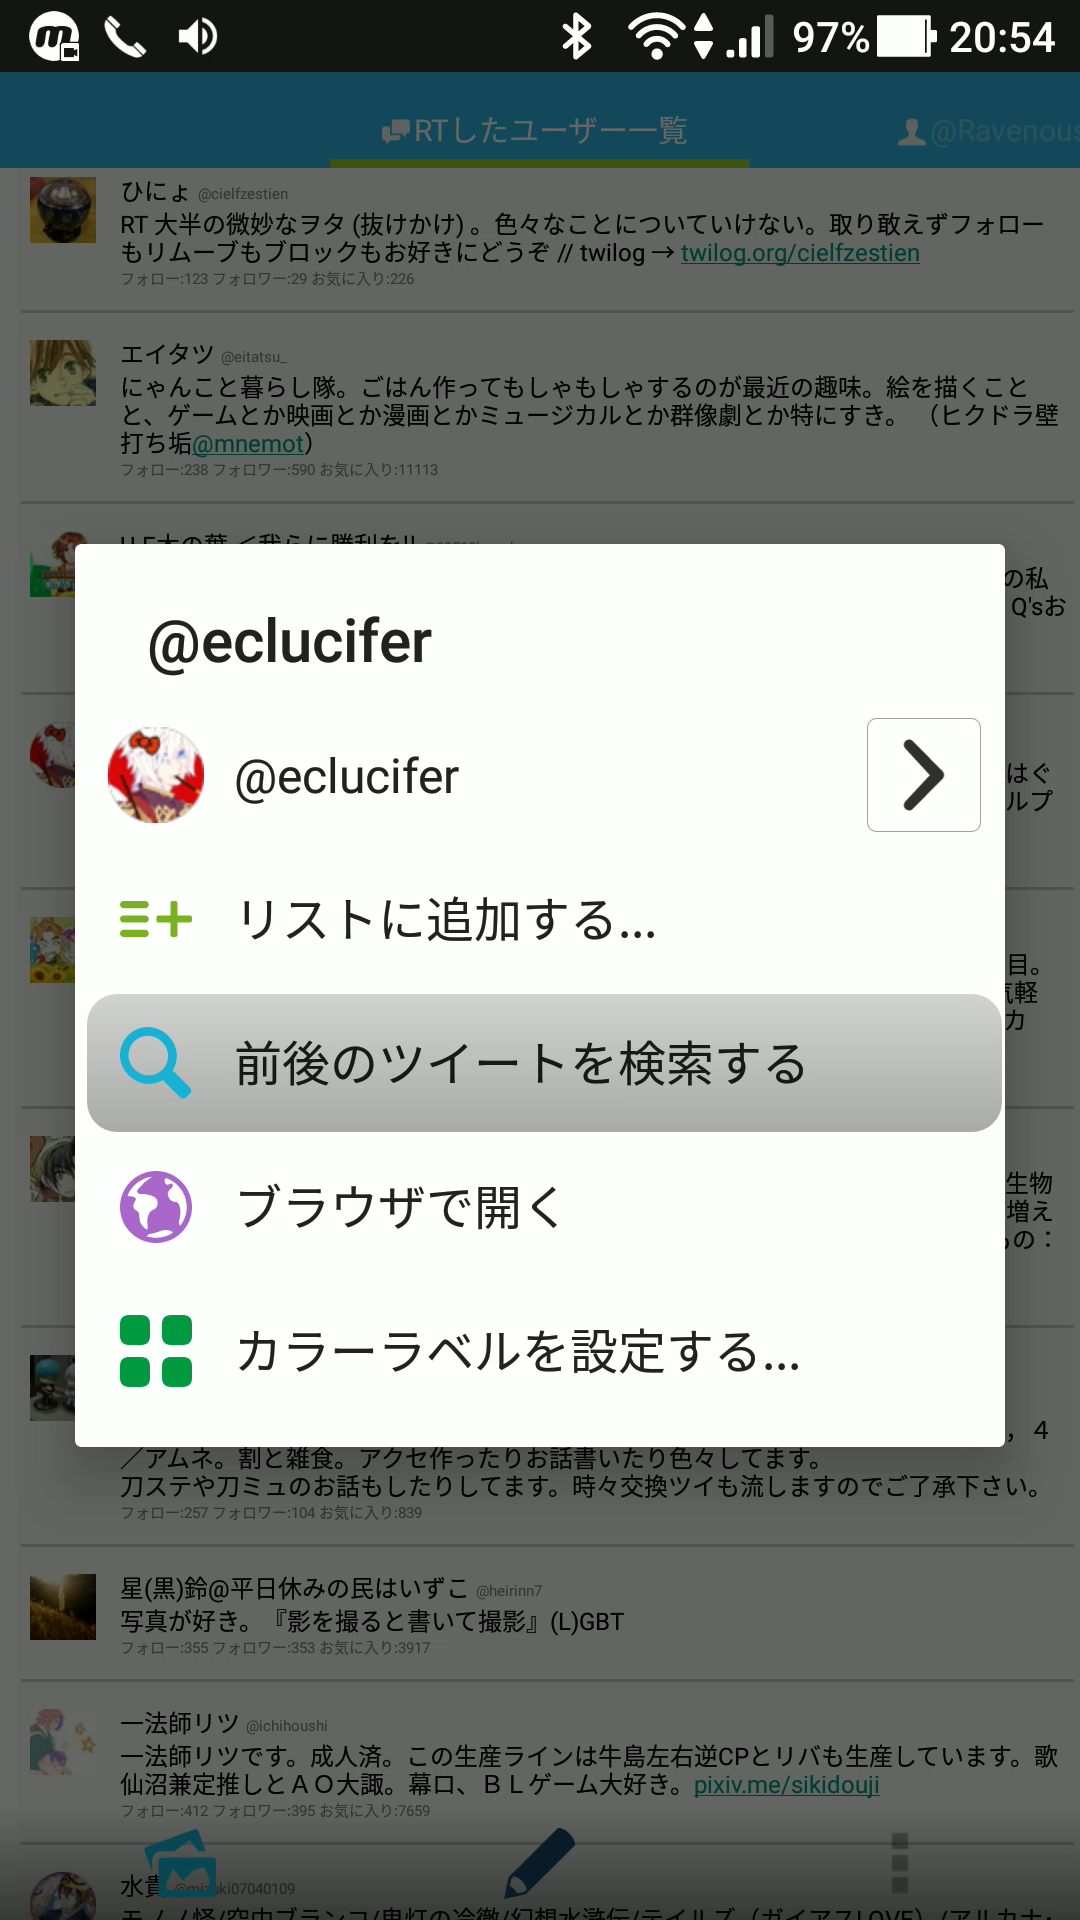 97% 20:54
RTしたユーザー一覧
@Ravenous
ひにょ @cielfzestien
RT 大半の微妙なヲタ (抜けかけ) 。色々なことについていけない。取り敢えずフォロー
もリムーブもブロックもお好きにどうぞ // twilog → twilog.org/cielfzestien
フォロー:123 フォロワー:29 お気に入り:226
エイタツ @eitatsu_
にゃんこと暮らし隊。ごはん作ってもしゃもしゃするのが最近の趣味。絵を描くこと
と、ゲームとか映画とか漫画とかミュージカルとか群像劇とか特にすき。 （ヒクドラ壁
打ち垢@mnemot）
フォロー:238 フォロワー:590 お気に入り:11113
の私
Q'sお
@eclucifer
@eclucifer
はぐ
ルプ
リストに追加する...
目。
軽
カ
前後のツイートを検索する
生物
増え
の：
ブラウザで開く
カラーラベルを設定する...
，４
／アムネ。割と雑食。アクセ作ったりお話書いたり色々してます。
刀ステや刀ミュのお話もしたりしてます。時々交換ツイも流しますのでご了承下さい。
フォロー:257 フォロワー:104 お気に入り:839
星(黒)鈴@平日休みの民はいずこ @heirinn7
写真が好き。『影を撮ると書いて撮影』(L)GBT
フォロー:355 フォロワー:353 お気に入り:3917
一法師リツ @ichihoushi
一法師リツです。成人済。この生産ラインは牛島左右逆CPとリバも生産しています。歌
仙沼兼定推しとＡＯ大諏。幕ロ、ＢＬゲーム大好き。pixiv.me/sikidouji
フォロー:412 フォロワー:395 お気に入り:7659
水貴 @mizuki07040109